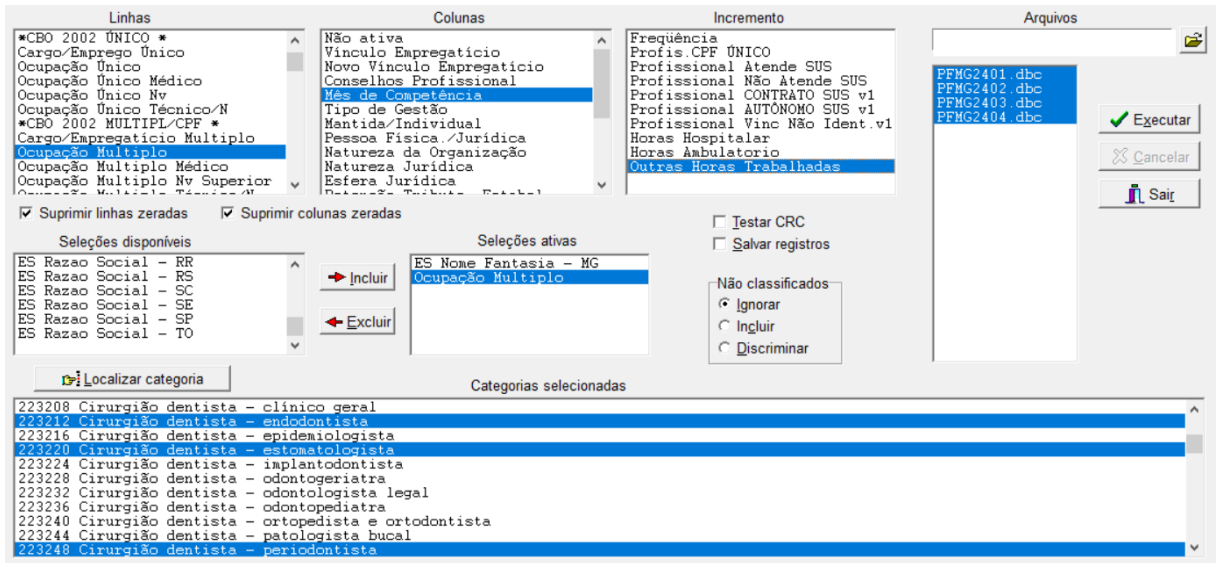 Linhas
*CBO 2002 ÚNICO *
Cargo/Emprego Único
Ocupação Único
Ocupação Único Médico
Ocupação Único Nv
Ocupação Único Técnico/N
*CBO 2002 MULTIPL/CPF *
Cargo/Empregaticio Multiplo
Ocupação Multiplo
Ocupação Multiplo Médico
Ocupação Multiplo Nv Superior
Ocupação Multiplo Técnico/N
Colunas
Não ativa
Vínculo Empregatício
Novo Vínculo Empregatício
Conselhos Profissional
Mês de Competência
Tipo de Gestão
Mantida/Individual
Pessoa Física./Jurídica
Natureza da Organização
Natureza Jurídica
Esfera Jurídica
Incremento
Freqüência
Profis.CPF ÚNICO
Profissional Atende SUS
Profissional Não Atende SUS
Profissional CONTRATO SUS v1
Profissional AUTÔNOMO SUS v1
Profissional Vinc Não Ident.v1
Horas Hospitalar
Horas Ambulatorio
Outras Horas Trabalhadas
Arquivos
PFMG2401.dbc
PFMG2402.dbc
PFMG2403.dbc
PFMG2404.dbc
Executar
Cancelar
Sair
Suprimir linhas zeradas
Suprimir colunas zeradas
Testar CRC
Salvar registros
Seleções disponíveis
ES Razao Social - RR
ES Razao Social - RS
ES Razao Social - SC
ES Razao Social - SE
ES Razao Social - SP
ES Razao Social - TO
Incluir
Excluir
Seleções ativas
ES Nome Fantasia - MG
Ocupação Multiplo
Não classificados
Ignorar
Incluir
Discriminar
Localizar categoria
Categorias selecionadas
223208 Cirurgião dentista - clínico geral
223212 Cirurgião dentista - endodontista
223216 Cirurgião dentista - epidemiologista
223220 Cirurgião dentista - estomatologista
223224 Cirurgião dentista - implantodontista
223228 Cirurgião dentista - odontogeriatra
223232 Cirurgião dentista - odontologista legal
223236 Cirurgião dentista - odontopediatra
223240 Cirurgião dentista - ortopedista e ortodontista
223244 Cirurgião dentista - patologista bucal
223248 Cirurgião dentista - periodontista